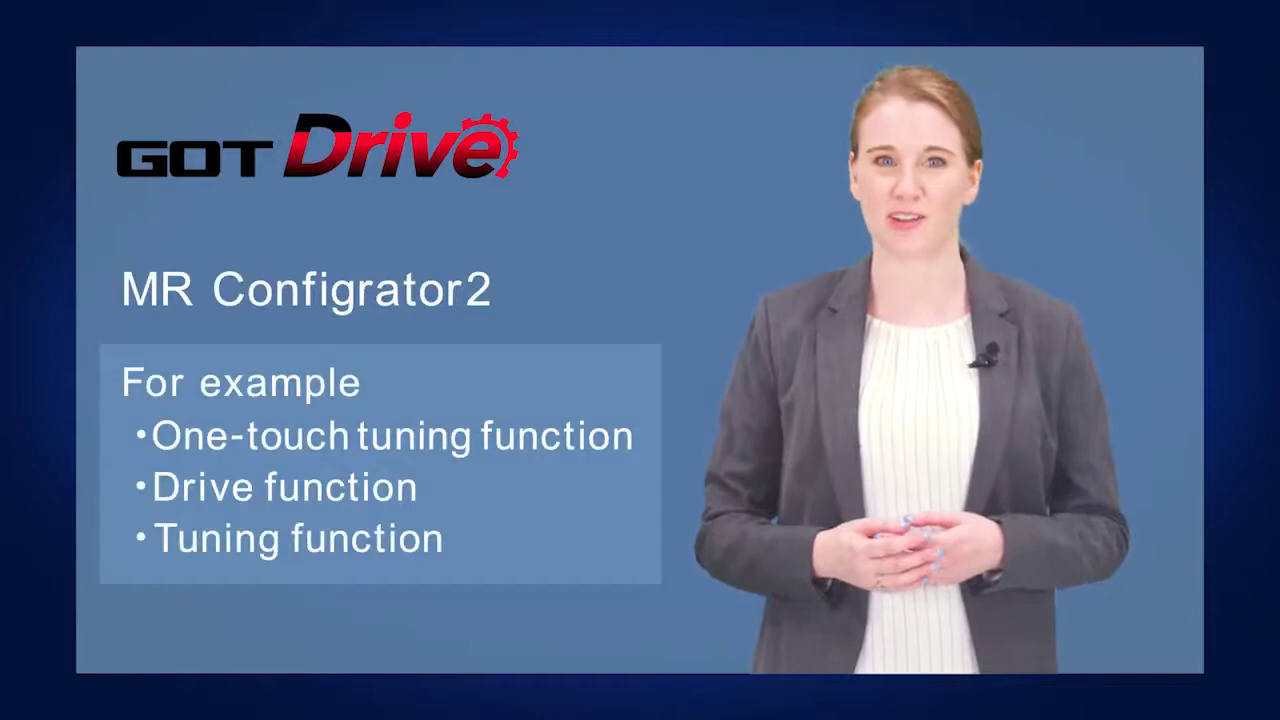 GOT Drive
MR Configrator2
For example
・One-touch tuning function
・Drive function
・Tuning function